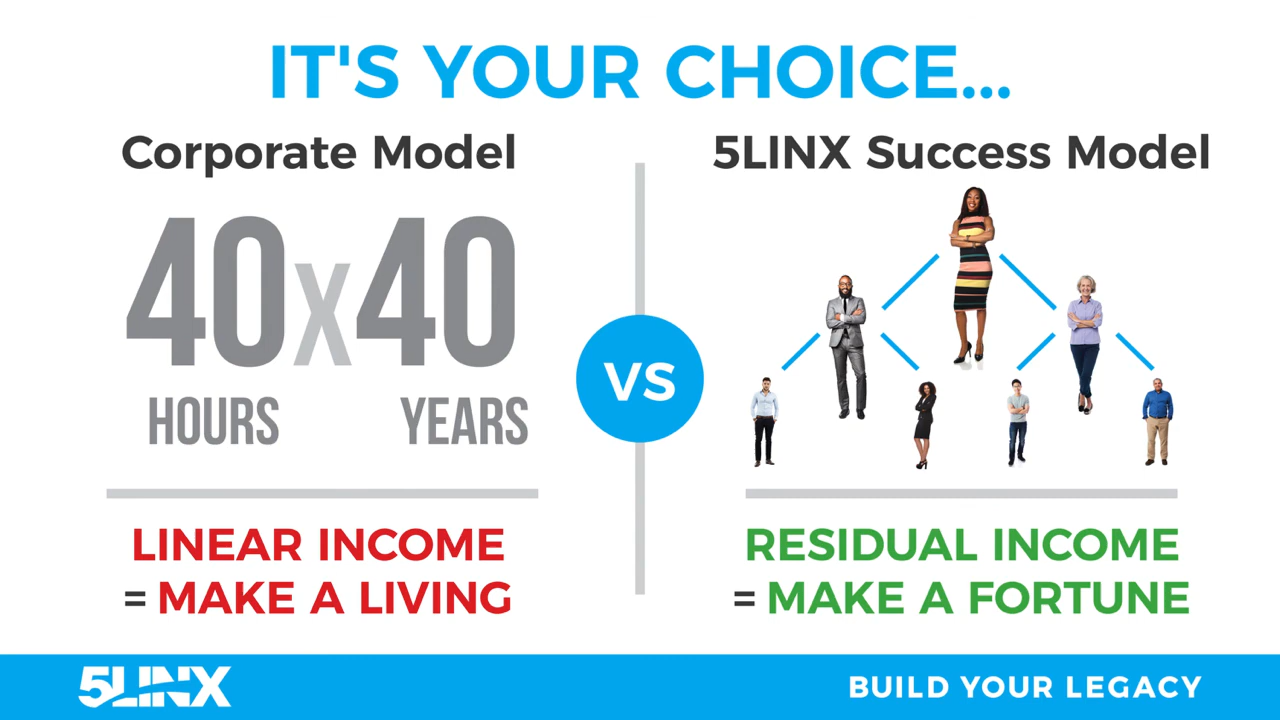 IT'S YOUR CHOICE...
Corporate Model
40x40
HOURS YEARS
LINEAR INCOME
= MAKE A LIVING
VS
5LINX Success Model
RESIDUAL INCOME
= MAKE A FORTUNE
5LINX
BUILD YOUR LEGACY